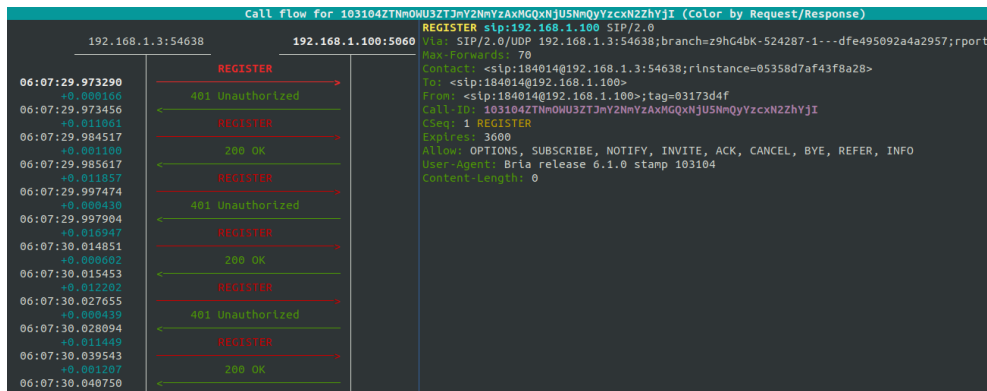 Call flow for 103104ZTNmOWU3ZTJmY2NmYzAxMGQxNjU5NmQyYzcxN2ZhYjI (Color by Request/Response)
192.168.1.3:54638 192.168.1.100:5060
REGISTER
06:07:29.973290
+0.000166 401 Unauthorized
06:07:29.973456
+0.011061 REGISTER
06:07:29.984517
+0.001100 200 OK
06:07:29.985617
+0.011857 REGISTER
06:07:29.997474
+0.000430 401 Unauthorized
06:07:29.997904
+0.016947 REGISTER
06:07:30.014851
+0.000602 200 OK
06:07:30.015453
+0.012202 REGISTER
06:07:30.027655
+0.000439 401 Unauthorized
06:07:30.028094
+0.011449 REGISTER
06:07:30.039543
+0.001207 200 OK
06:07:30.040750
REGISTER sip:192.168.1.100 SIP/2.0
Via: SIP/2.0/UDP 192.168.1.3:54638;branch=z9hG4bK-524287-1---dfe495092a4a2957;rport
Max-Forwards: 70
Contact: <sip:184014@192.168.1.3:54638;rinstance=05358d7af43f8a28>
To: <sip:184014@192.168.1.100>
From: <sip:184014@192.168.1.100>;tag=03173d4f
Call-ID: 103104ZTNmOWU3ZTJmY2NmYzAxMGQxNjU5NmQyYzcxN2ZhYjI
CSeq: 1 REGISTER
Expires: 3600
Allow: OPTIONS, SUBSCRIBE, NOTIFY, INVITE, ACK, CANCEL, BYE, REFER, INFO
User-Agent: Bria release 6.1.0 stamp 103104
Content-Length: 0